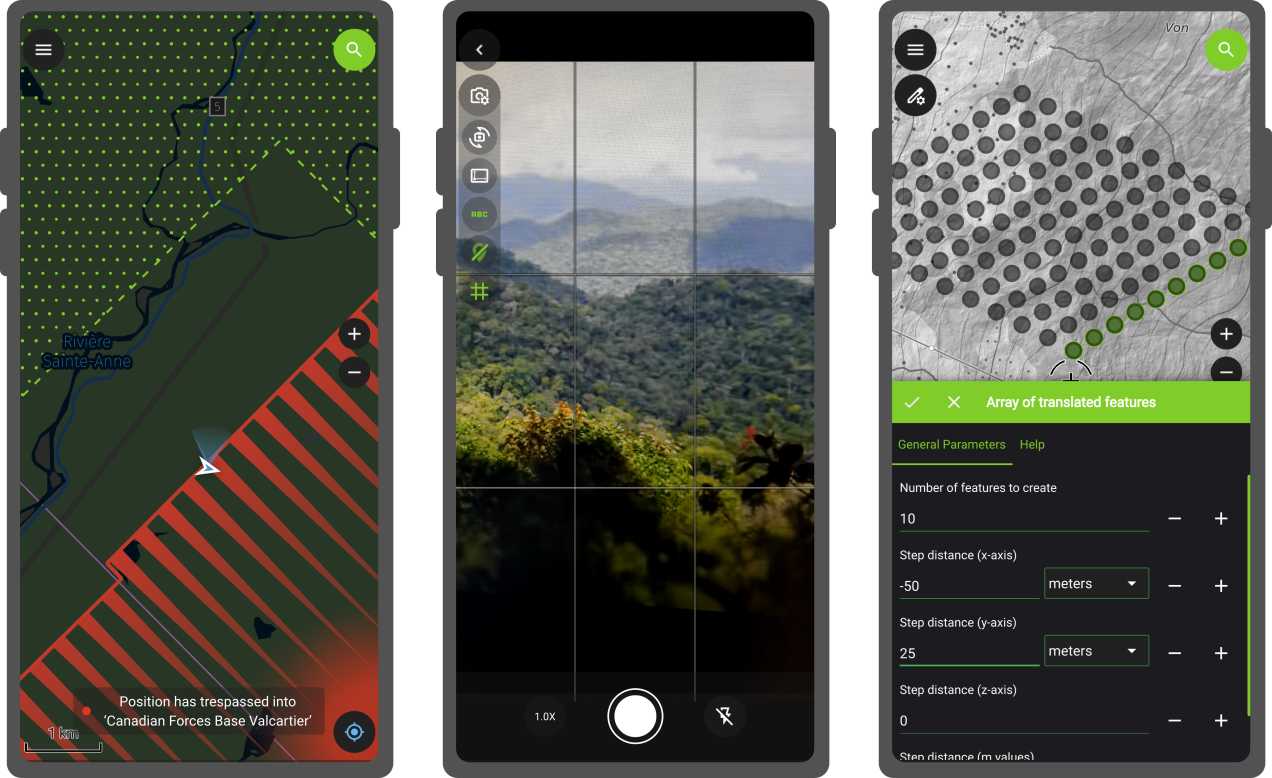 5
Rivière
Sainte-Anne
Position has trespassed into
‘Canadian Forces Base Valcartier’
1 km
ABC
1.0X
Von
Array of translated features
General Parameters
Help
Number of features to create
10
Step distance (x-axis)
-50
meters
Step distance (y-axis)
25
meters
Step distance (z-axis)
0
Step distance (m values)